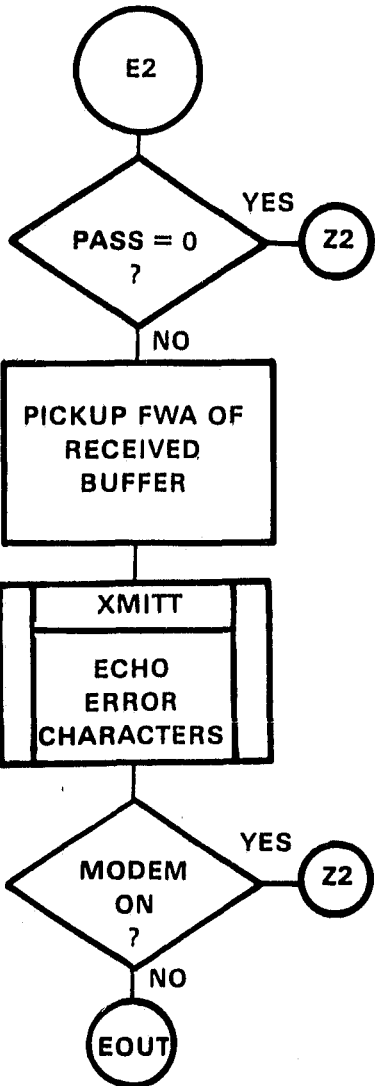 E2
PASS = 0
?
YES
Z2
NO
PICKUP FWA OF
RECEIVED
BUFFER
XMITT
ECHO
ERROR
CHARACTERS
MODEM
ON
?
YES
Z2
NO
EOUT